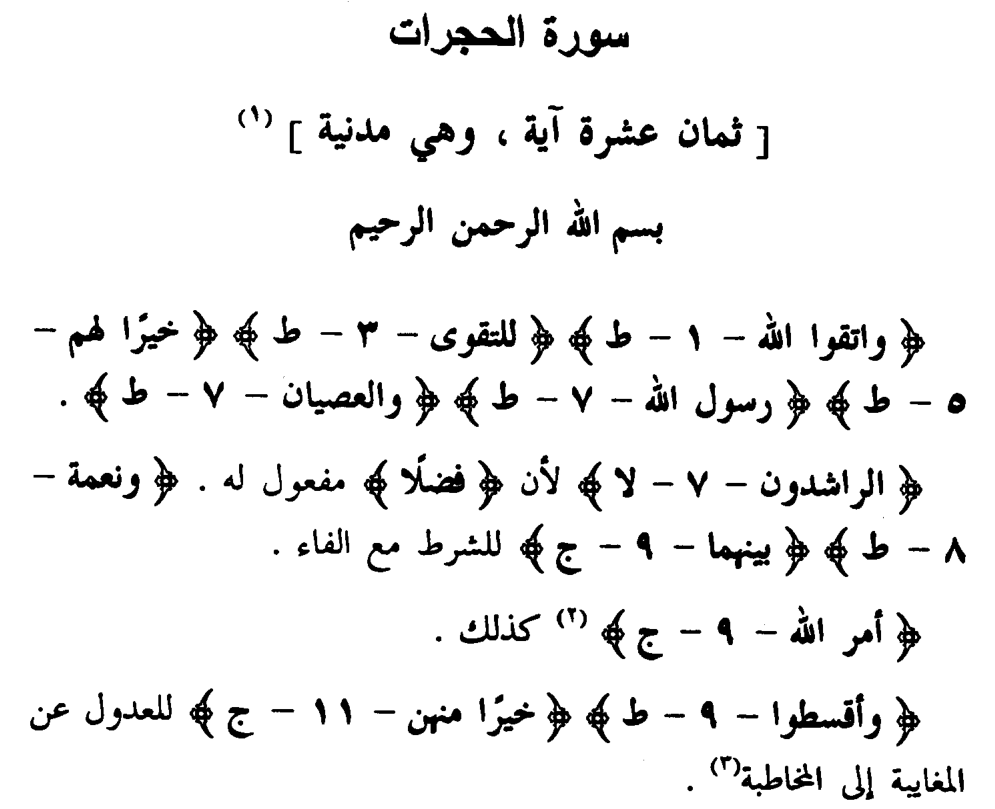 سورة الحجرات
[ ثمان عشرة آية ، وهي مدنية ] (١)
بسم الله الرحمن الرحيم
﴿ واتقوا الله – ١ – ط ﴾ ﴿ للتقوى – ٣ – ط ﴾ ﴿ خيرًا لهم –
٥ – ط ﴾ ﴿ رسول الله – ٧ – ط ﴾ ﴿ والعصيان – ٧ – ط ﴾ .
﴿ الراشدون – ٧ – لا ﴾ لأن ﴿ فضلًا ﴾ مفعول له . ﴿ ونعمة –
٨ – ط ﴾ ﴿ بينهما – ٩ – ج ﴾ للشرط مع الفاء .
﴿ أمر الله – ٩ – ج ﴾ (٢) كذلك .
﴿ وأقسطوا – ٩ – ط ﴾ ﴿ خيرًا منهن – ١١ – ج ﴾ للعدول عن
المغايبة إلى المخاطبة(٣) .